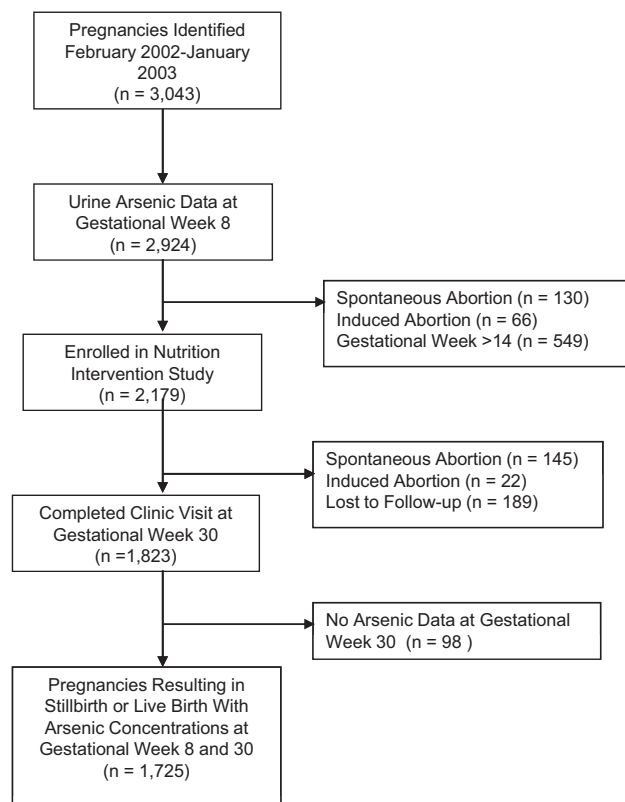 Pregnancies Identified
February 2002-January
2003
(n = 3,043)
Urine Arsenic Data at
Gestational Week 8
(n = 2,924)
Spontaneous Abortion (n = 130)
Induced Abortion (n = 66)
Gestational Week >14 (n = 549)
Enrolled in Nutrition
Intervention Study
(n = 2,179)
Spontaneous Abortion (n = 145)
Induced Abortion (n = 22)
Lost to Follow-up (n = 189)
Completed Clinic Visit at
Gestational Week 30
(n =1,823)
No Arsenic Data at Gestational
Week 30 (n = 98 )
Pregnancies Resulting in
Stillbirth or Live Birth With
Arsenic Concentrations at
Gestational Week 8 and 30
(n = 1,725)